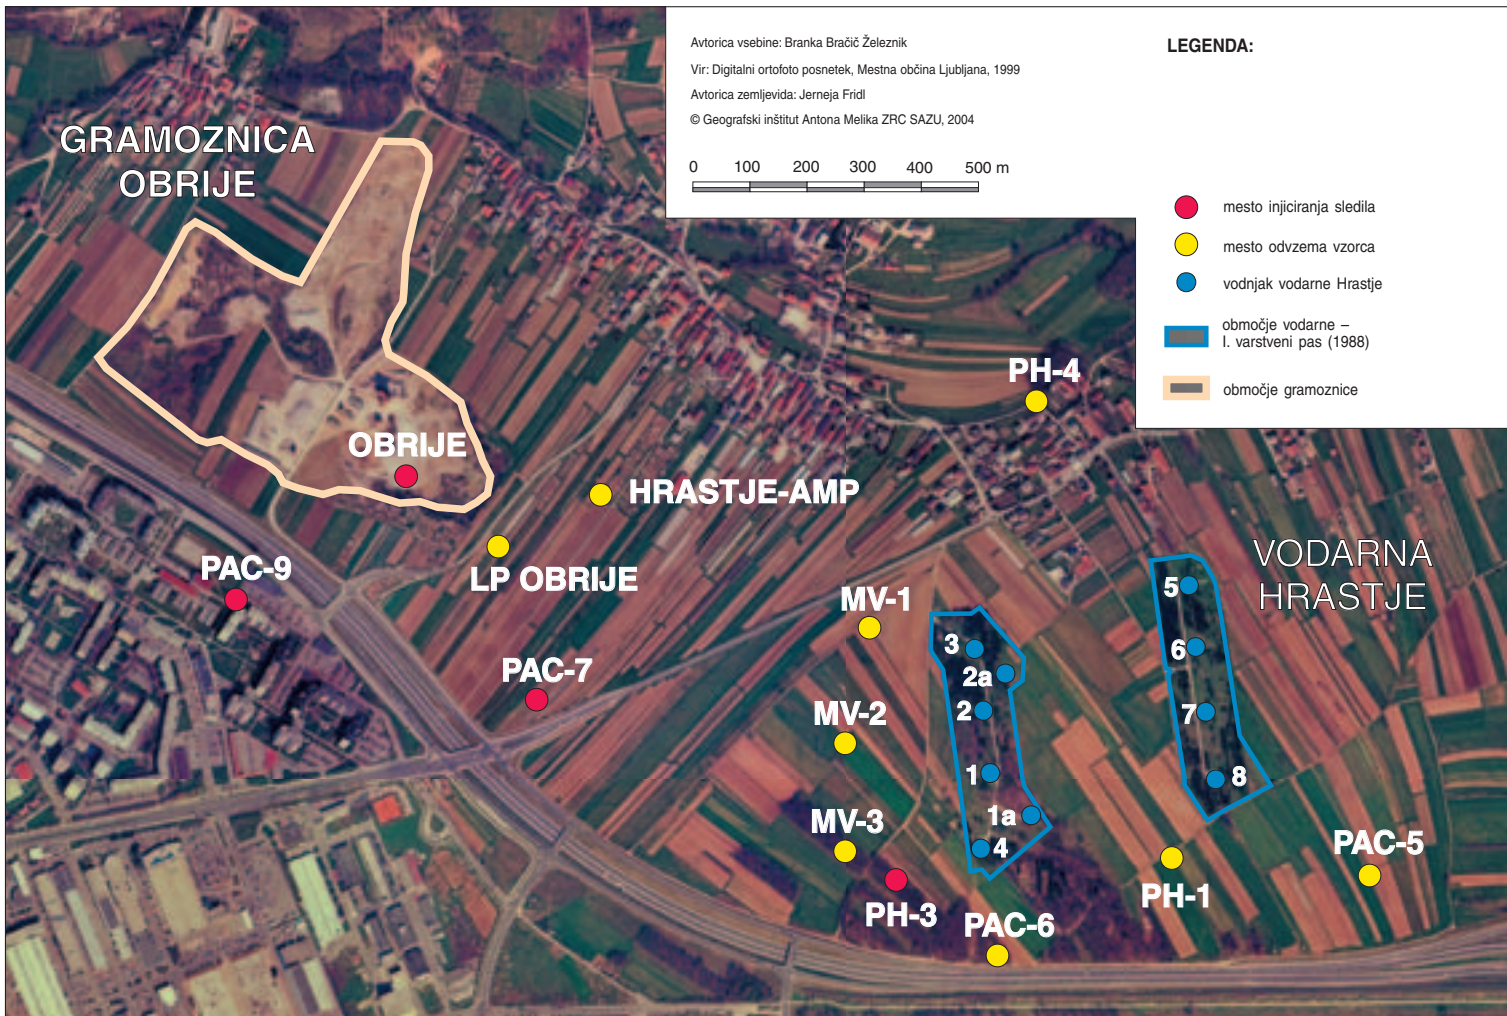 Avtorica vsebine: Branka Bračič Železnik
Vir: Digitalni ortofoto posnetek, Mestna občina Ljubljana, 1999
Avtorica zemljevida: Jerneja Fridl
© Geografski inštitut Antona Melika ZRC SAZU, 2004
0 100 200 300 400 500 m
LEGENDA:
mesto injiciranja sledila
mesto odvzema vzorca
vodnjak vodarne Hrastje
območje vodarne –
I. varstveni pas (1988)
območje gramoznice
GRAMOZNICA
OBRIJE
PH-4
OBRIJE
HRASTJE-AMP
LP OBRIJE
PAC-9
VODARNA
HRASTJE
MV-1
5
3
6
2a
PAC-7
MV-2
2
7
1
8
MV-3
1a
4
PAC-5
PH-1
PH-3
PAC-6